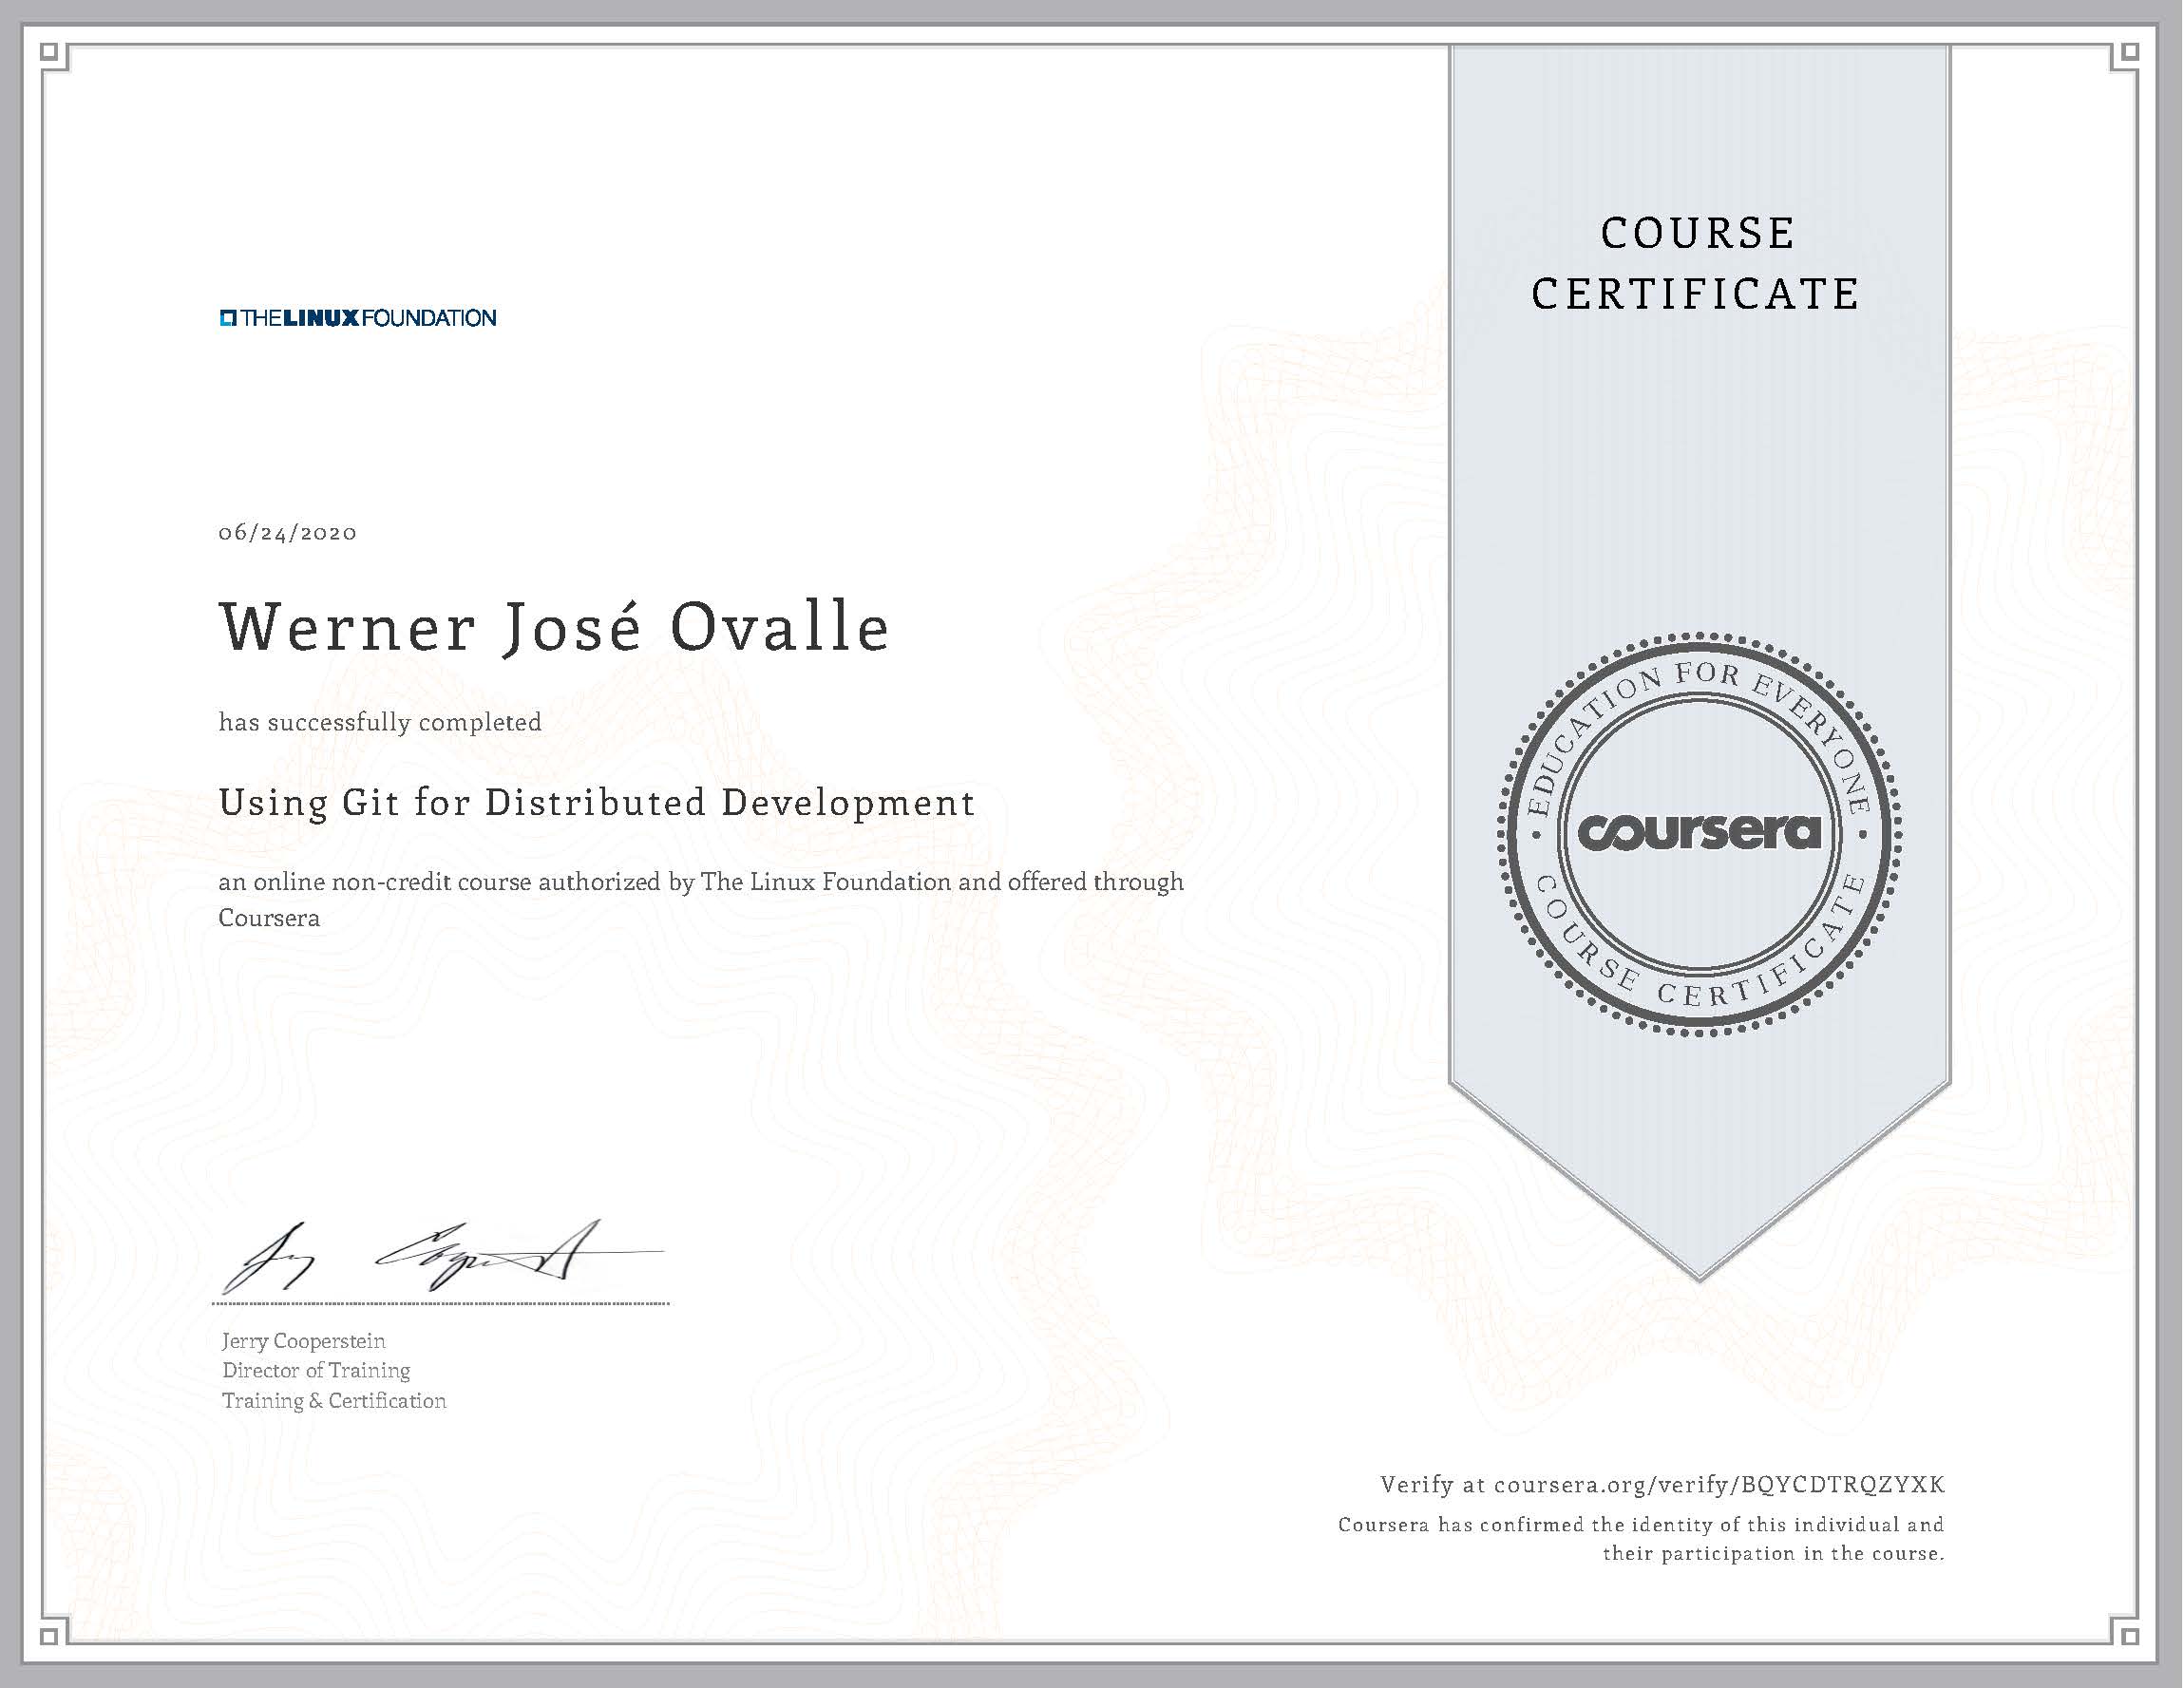 THE LINUX FOUNDATION
COURSE
CERTIFICATE
06/24/2020
Werner José Ovalle
has successfully completed
Using Git for Distributed Development
an online non-credit course authorized by The Linux Foundation and offered through
Coursera
EDUCATION FOR EVERYONE
coursera
COURSE CERTIFICATE
Jerry Cooperstein
Director of Training
Training & Certification
Verify at coursera.org/verify/BQYCDTRQZYXK
Coursera has confirmed the identity of this individual and
their participation in the course.